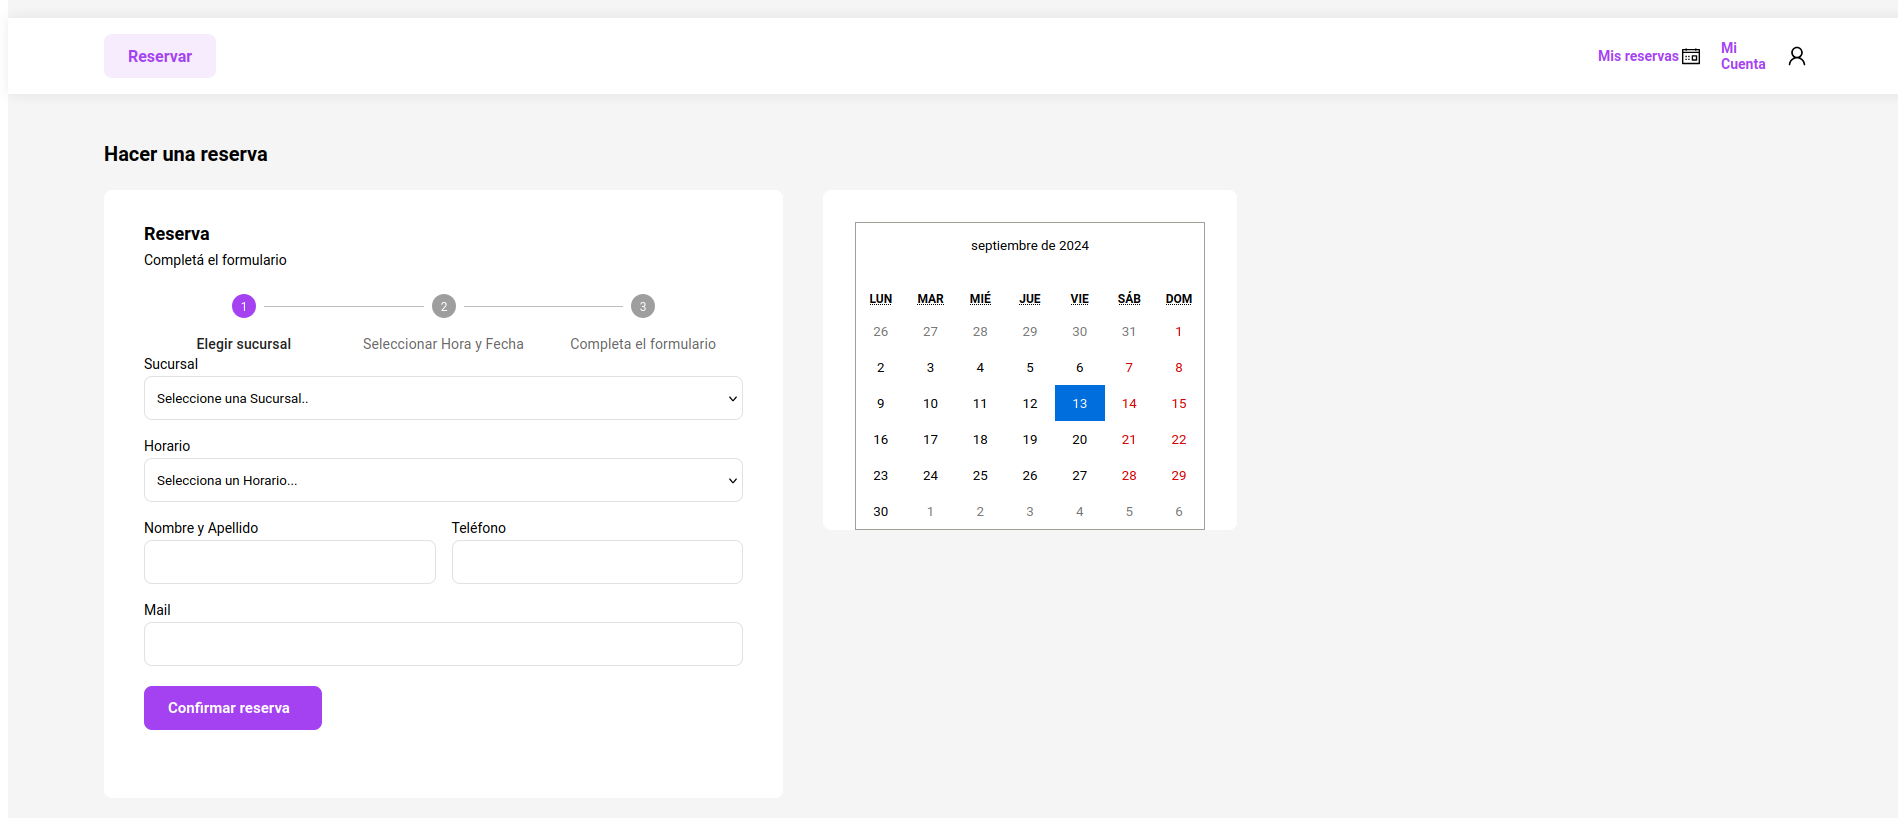 Reservar
Mis reservas
Mi
Cuenta
Hacer una reserva
Reserva
Completá el formulario
1 2 3
Elegir sucursal Seleccionar Hora y Fecha Completa el formulario
Sucursal
Seleccione una Sucursal..
Horario
Selecciona un Horario...
Nombre y Apellido Teléfono
Mail
Confirmar reserva
septiembre de 2024
LUN MAR MIÉ JUE VIE SÁB DOM
26 27 28 29 30 31 1
2 3 4 5 6 7 8
9 10 11 12 13 14 15
16 17 18 19 20 21 22
23 24 25 26 27 28 29
30 1 2 3 4 5 6